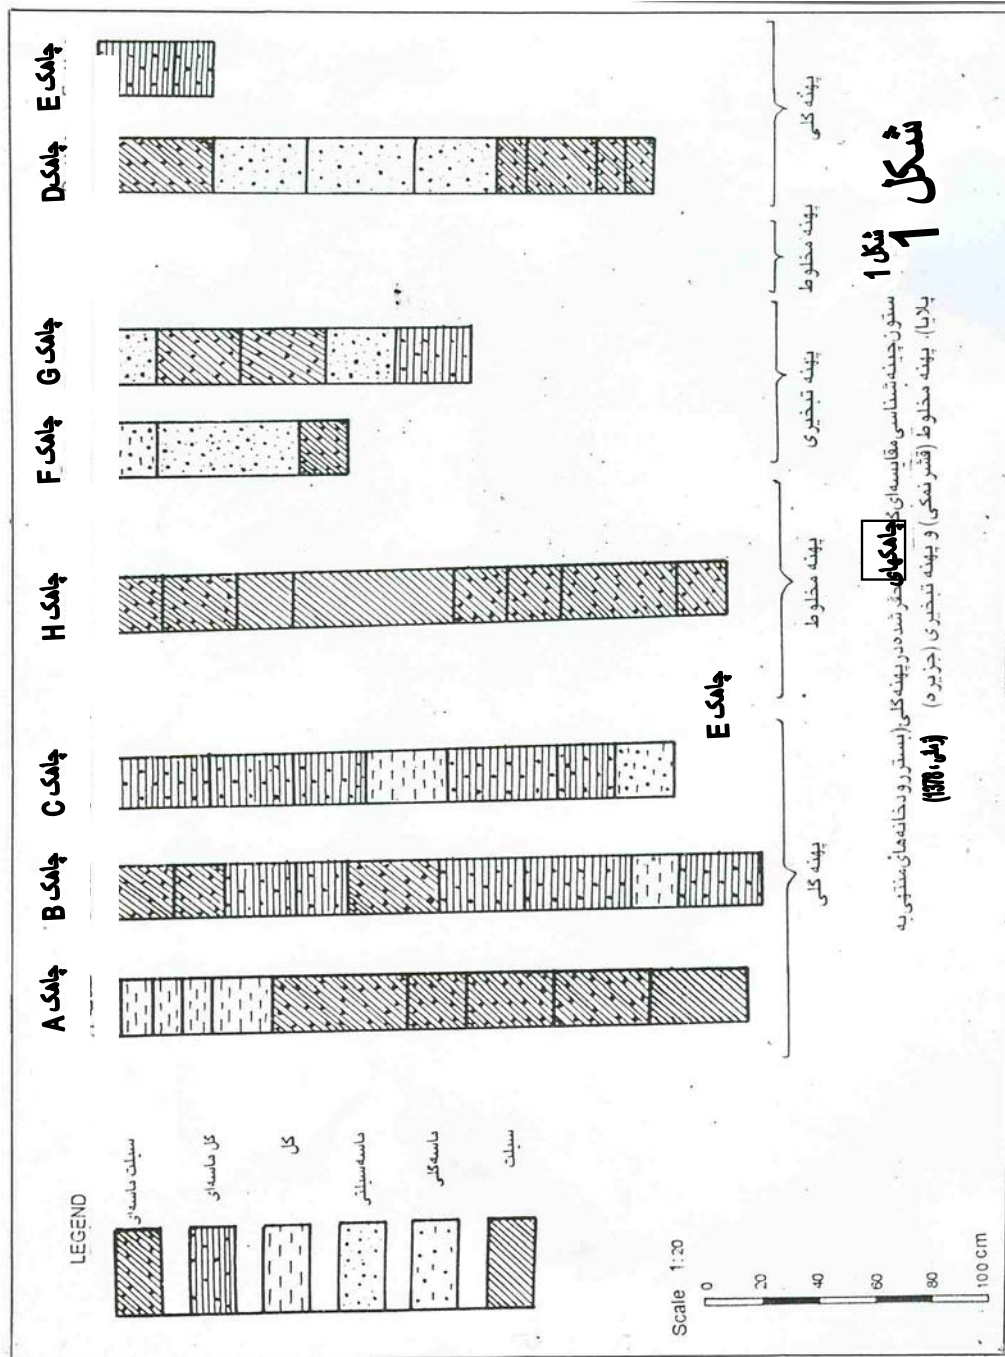 چاهک A
چاهک B
چاهک C
چاهک H
چاهک F
چاهک G
چاهک D
چاهک E
چاهک E
پهنه گلی
پهنه مخلوط
پهنه تبخیری
پهنه مخلوط
پهنه گلی
LEGEND
سیلت ماسه‌ای
گل ماسه‌ای
گل
ماسه سیلتی
ماسه گلی
سیلت
Scale 1:20
0
20
40
60
80
100 cm
شکل 1
شکل 1
ستون چینه شناسی مقایسه‌ای چاهکهای حفر شده در پهنه گلی (بستر رودخانه‌های منتهی به
پلایا)، پهنه مخلوط (قشر نمکی) و پهنه تبخیری (جزیره)
1378)